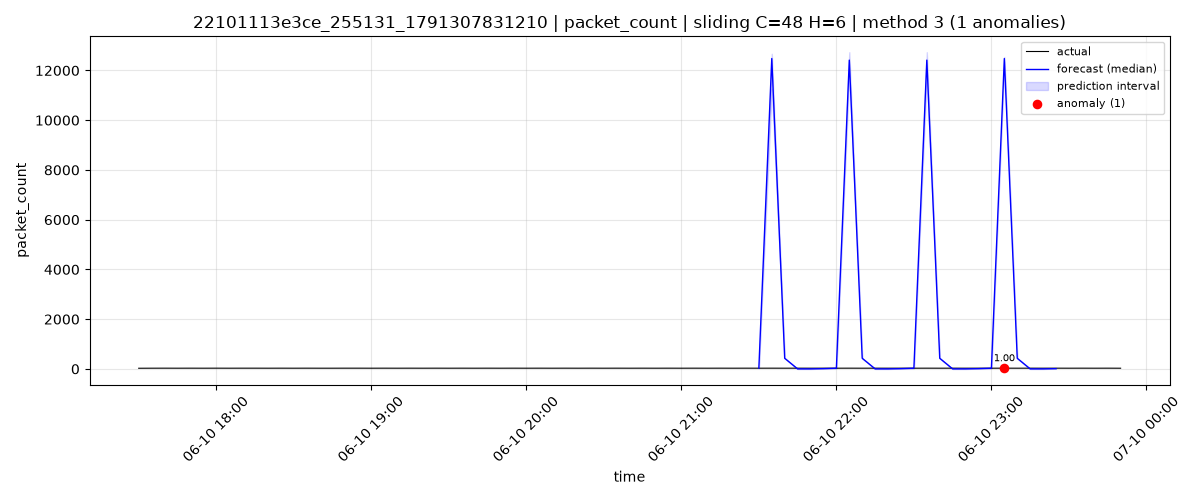 22101113e3ce_255131_1791307831210 | packet_count | sliding C=48 H=6 | method 3 (1 anomalies)
actual
forecast (median)
prediction interval
anomaly (1)
12000
10000
8000
6000
4000
2000
0
packet_count
1.00
06-10 18:00
06-10 19:00
06-10 20:00
06-10 21:00
06-10 22:00
06-10 23:00
07-10 00:00
time